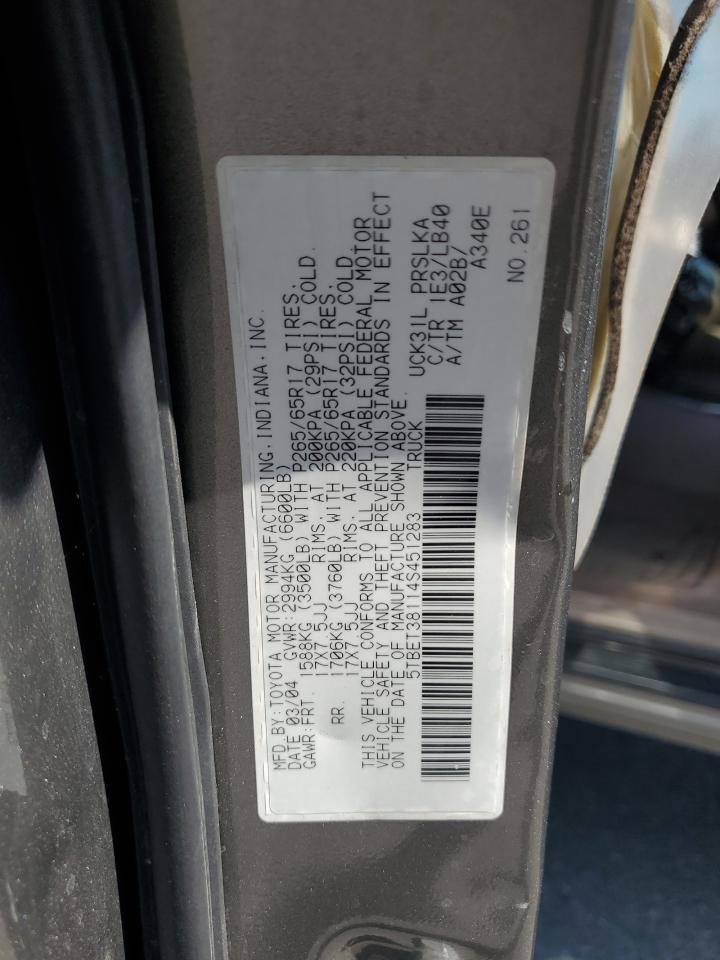 MFD.BY:TOYOTA MOTOR MANUFACTURING.INDIANA.INC.
DATE 03/04 GVWR:2994KG (6600LB)
GAWR:FRT. 1588KG (3500LB) WITH P265/65R17 TIRES.
17X7.5JJ RIMS. AT 200KPA (29PSI) COLD.
RR. 1706KG (3760LB) WITH P265/65R17 TIRES.
17X7.5JJ RIMS. AT 220KPA (32PSI) COLD.
THIS VEHICLE CONFORMS TO ALL APPLICABLE FEDERAL MOTOR
VEHICLE SAFETY AND THEFT PREVENTION STANDARDS IN EFFECT
ON THE DATE OF MANUFACTURE SHOWN ABOVE.
5TBET38114S451283 TRUCK
UCK31L PRSLKA
C/TR 1E3/LB40
A/TM A02B/
A340E
NO.261